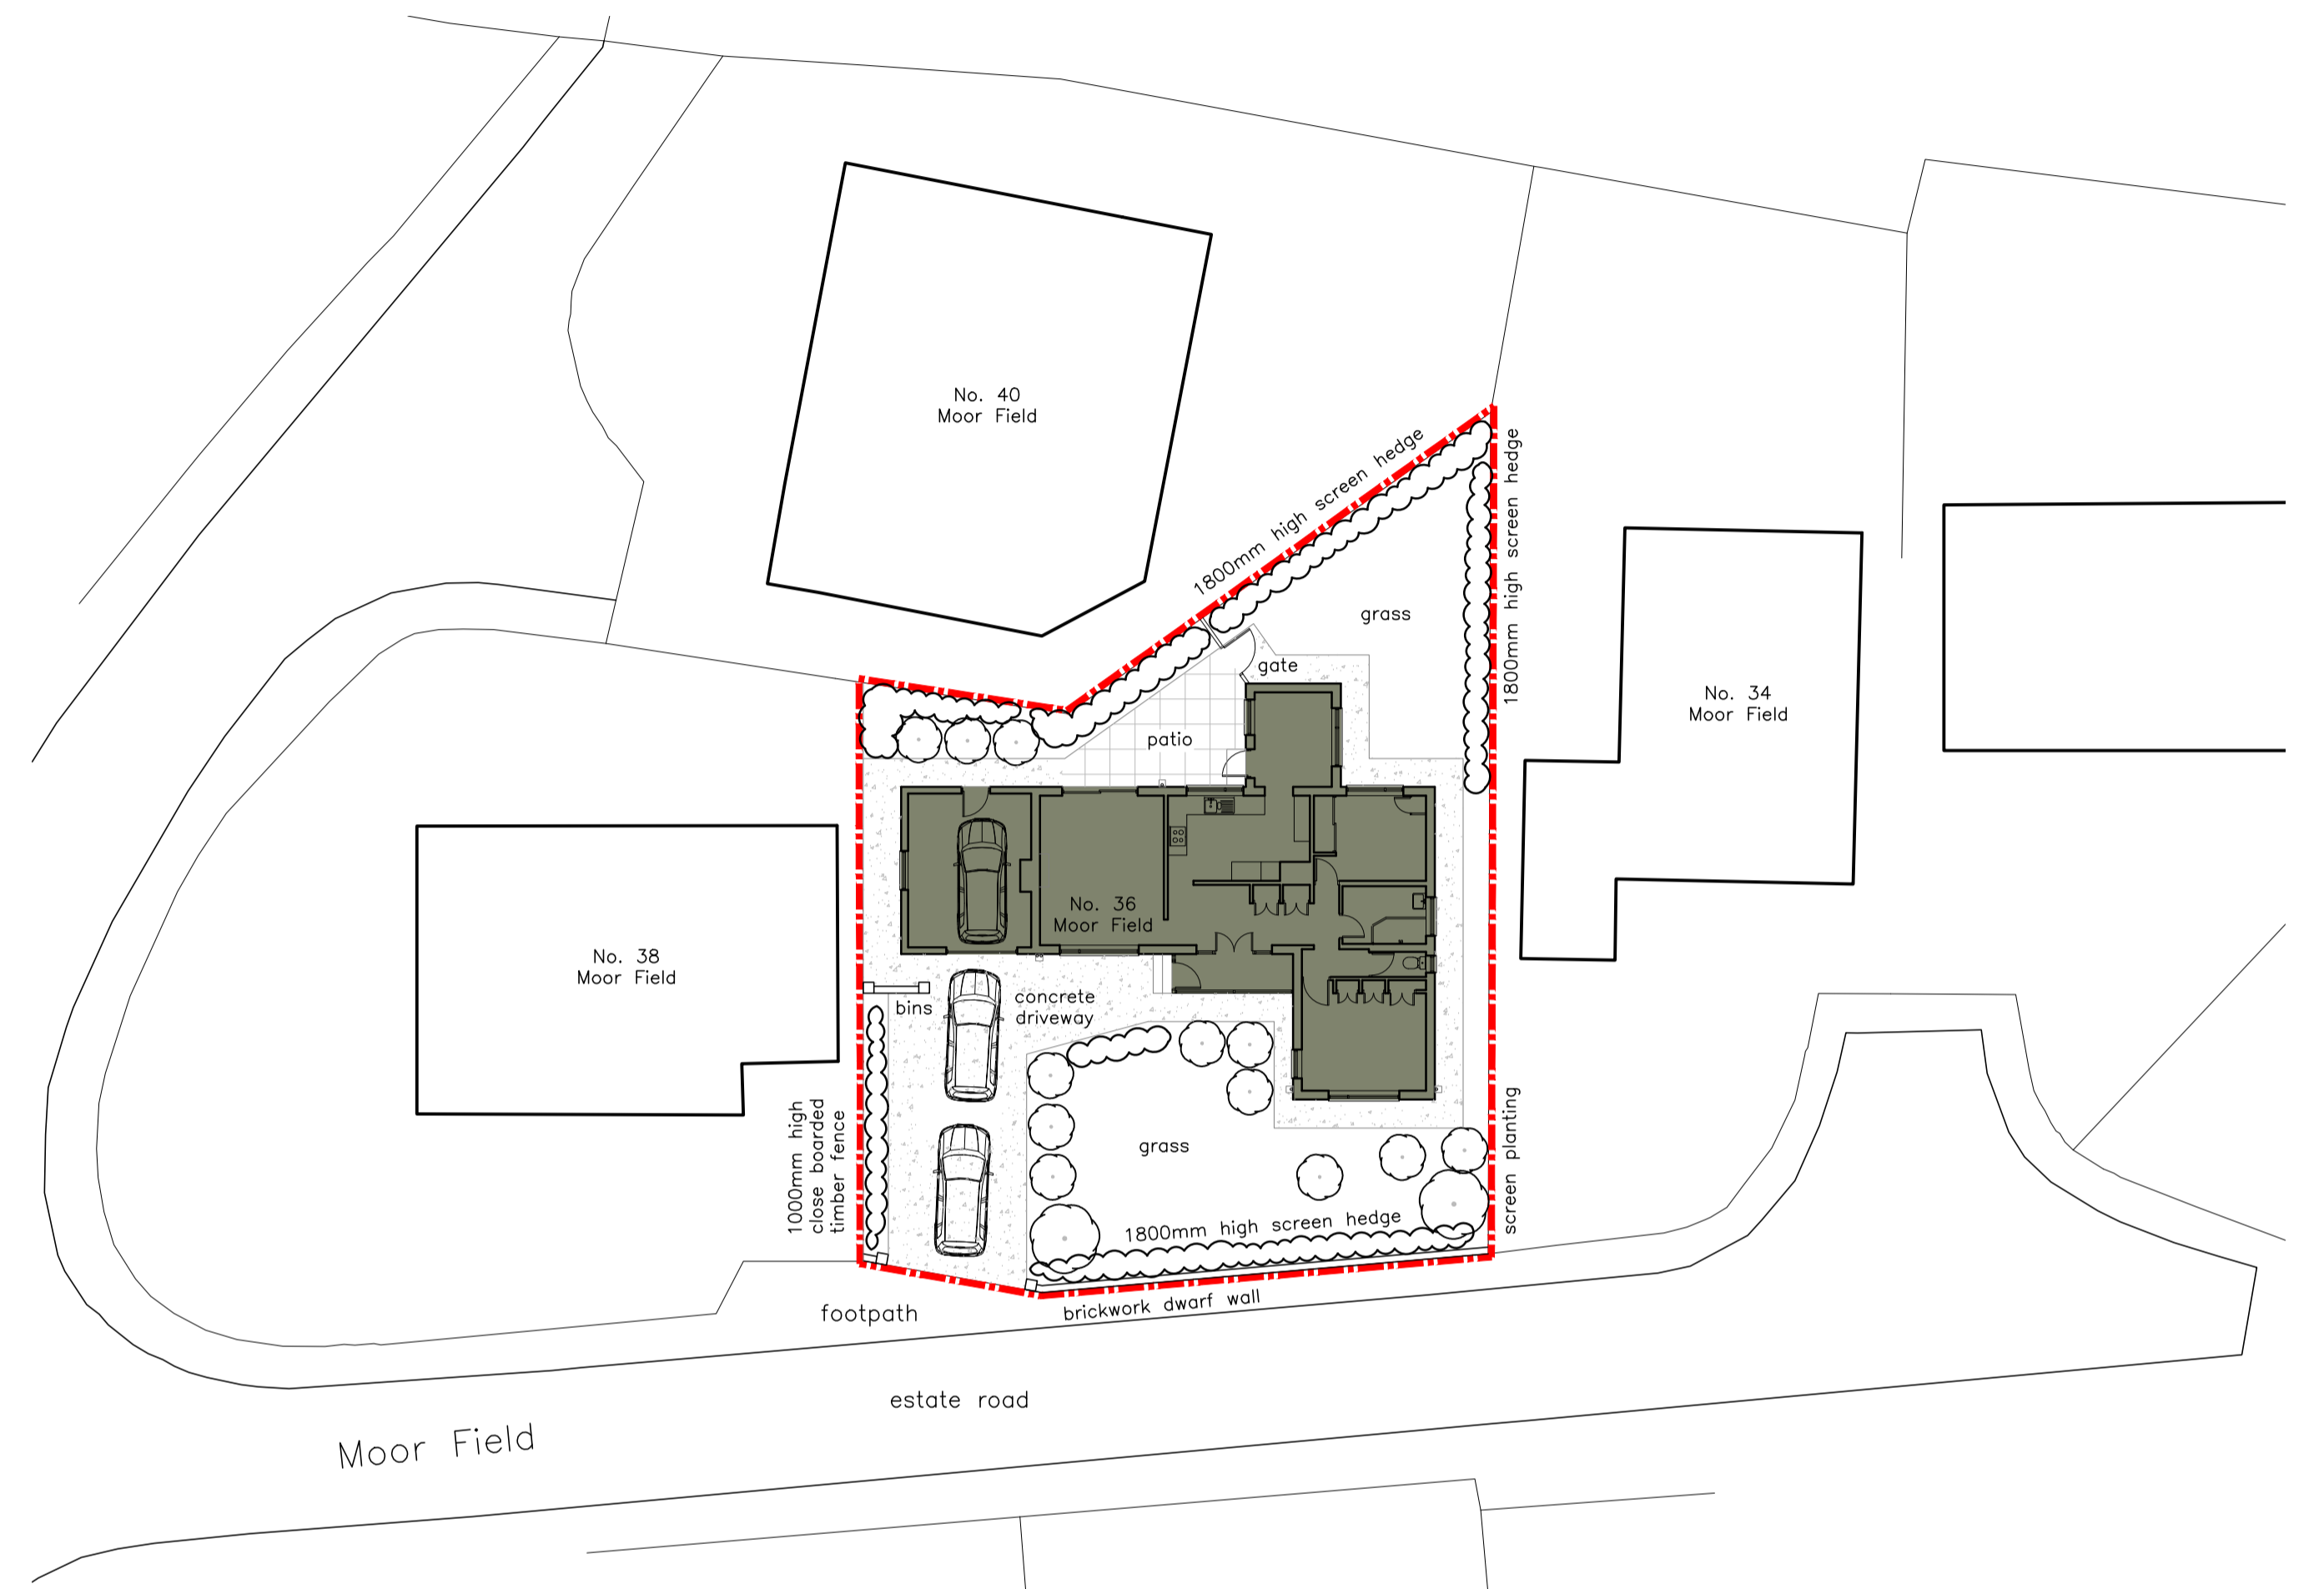 No. 40
Moor Field
1800mm high screen hedge
1800mm high screen hedge
grass
gate
No. 34
Moor Field
patio
No. 36
Moor Field
No. 38
Moor Field
bins
concrete
driveway
1000mm high
close boarded
timber fence
grass
screen planting
1800mm high screen hedge
footpath
brickwork dwarf wall
estate road
Moor Field